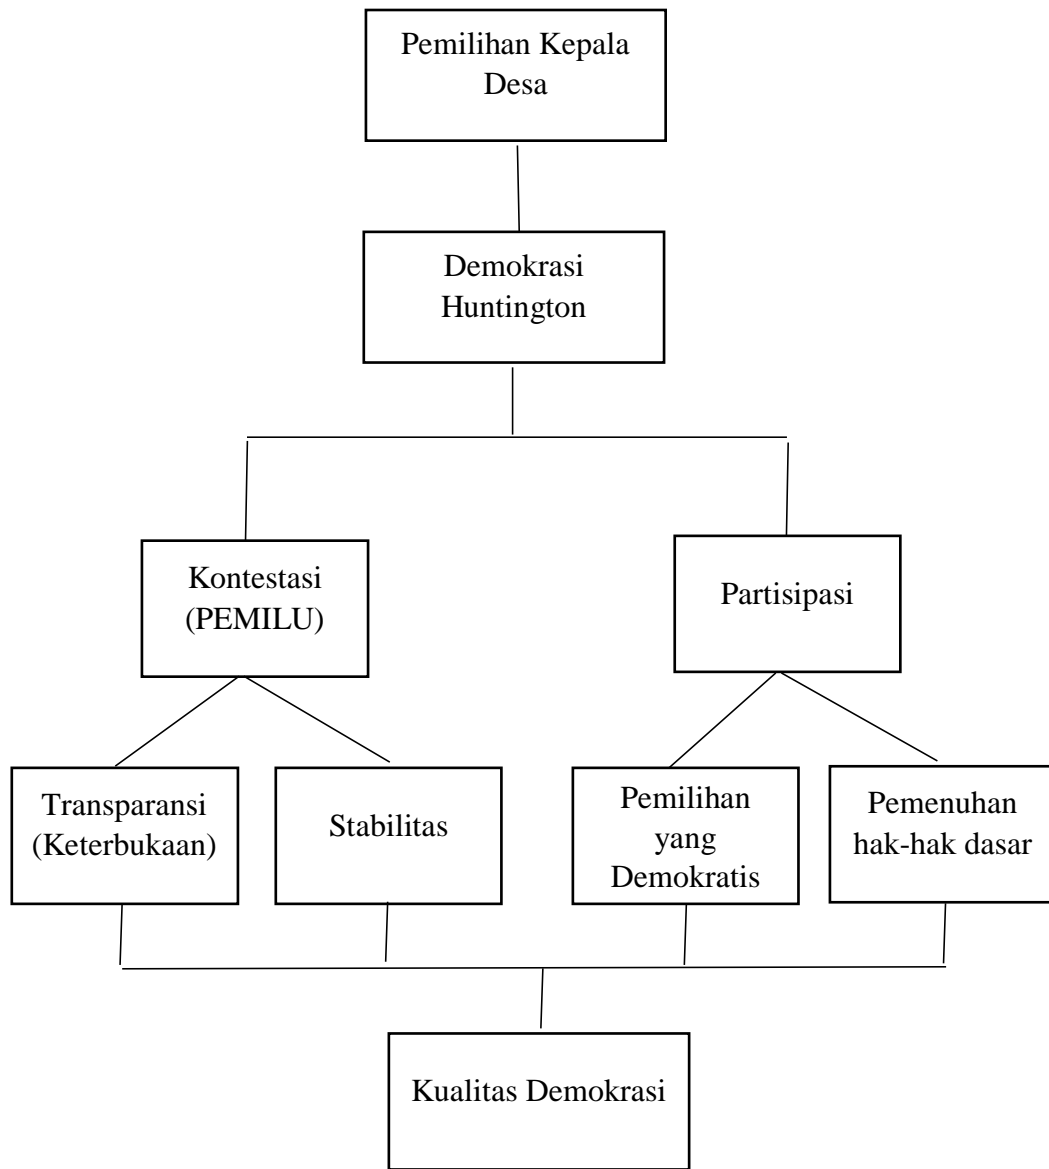 Pemilihan Kepala
Desa
Demokrasi
Huntington
Kontestasi
(PEMILU)
Partisipasi
Transparansi
(Keterbukaan)
Stabilitas
Pemilihan
yang
Demokratis
Pemenuhan
hak-hak dasar
Kualitas Demokrasi